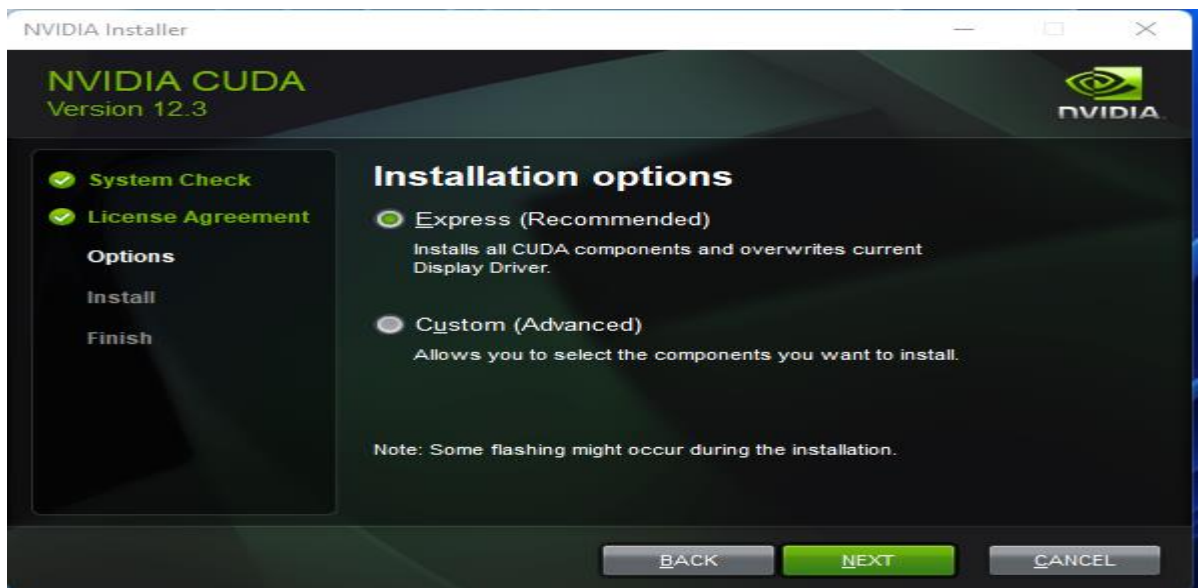 NVIDIA Installer
NVIDIA CUDA
Version 12.3
NVIDIA
System Check
License Agreement
Options
Install
Finish
Installation options
Express (Recommended)
Installs all CUDA components and overwrites current
Display Driver.
Custom (Advanced)
Allows you to select the components you want to install.
Note: Some flashing might occur during the installation.
BACK
NEXT
CANCEL